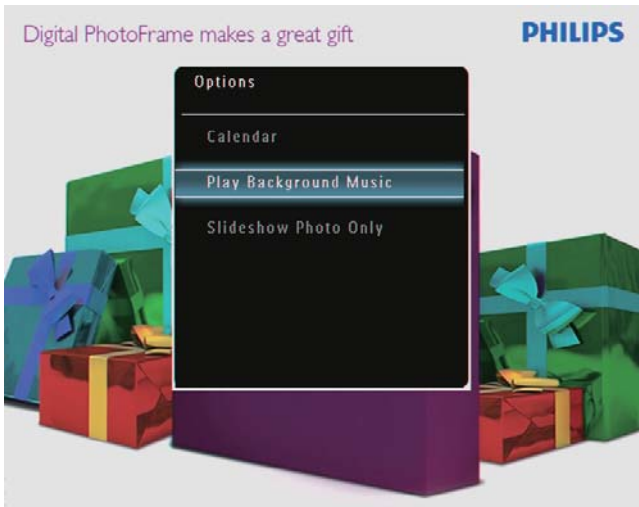 Digital PhotoFrame makes a great gift
PHILIPS
Options
Calendar
Play Background Music
Slideshow Photo Only